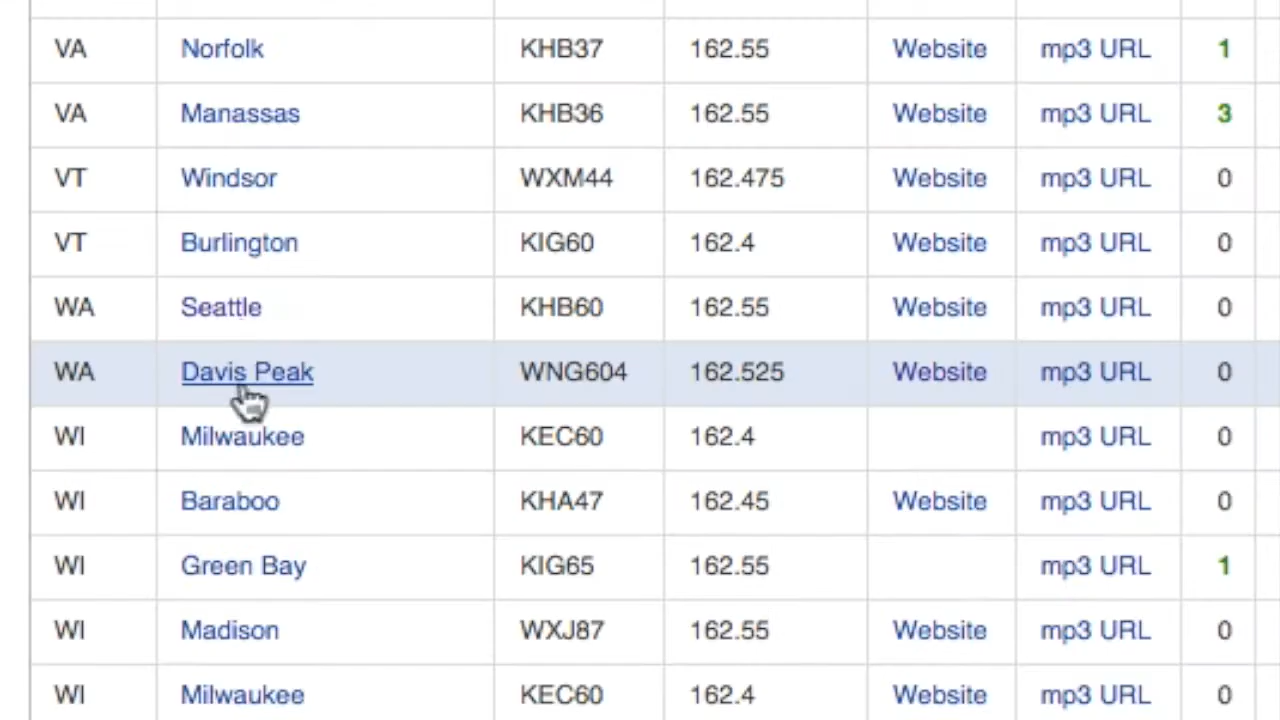 VA Norfolk KHB37 162.55 Website mp3 URL 1
VA Manassas KHB36 162.55 Website mp3 URL 3
VT Windsor WXM44 162.475 Website mp3 URL 0
VT Burlington KIG60 162.4 Website mp3 URL 0
WA Seattle KHB60 162.55 Website mp3 URL 0
WA Davis Peak WNG604 162.525 Website mp3 URL 0
WI Milwaukee KEC60 162.4 mp3 URL 0
WI Baraboo KHA47 162.45 Website mp3 URL 0
WI Green Bay KIG65 162.55 mp3 URL 1
WI Madison WXJ87 162.55 Website mp3 URL 0
WI Milwaukee KEC60 162.4 Website mp3 URL 0